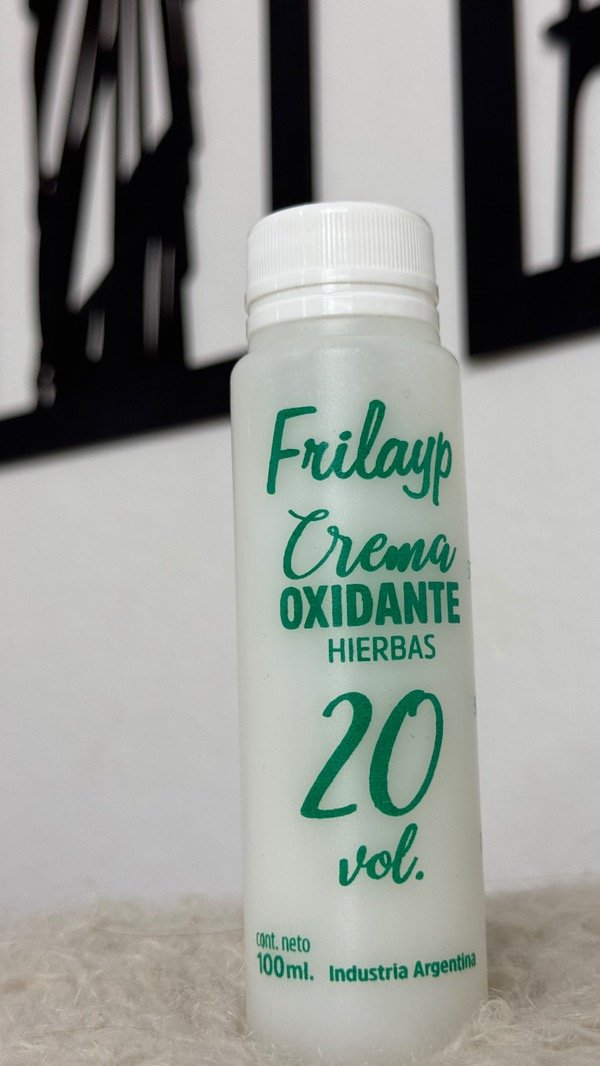 Frilayp
Crema
OXIDANTE
HIERBAS
20
vol.
cont. neto
100ml. Industria Argentina